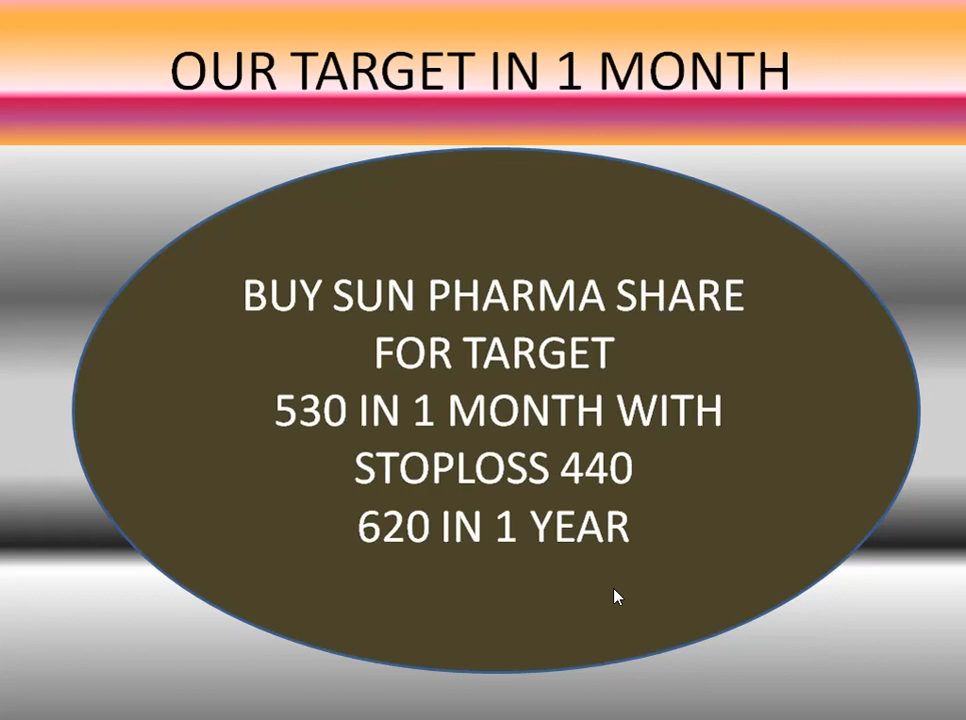 OUR TARGET IN 1 MONTH
BUY SUN PHARMA SHARE
FOR TARGET
530 IN 1 MONTH WITH
STOPLOSS 440
620 IN 1 YEAR